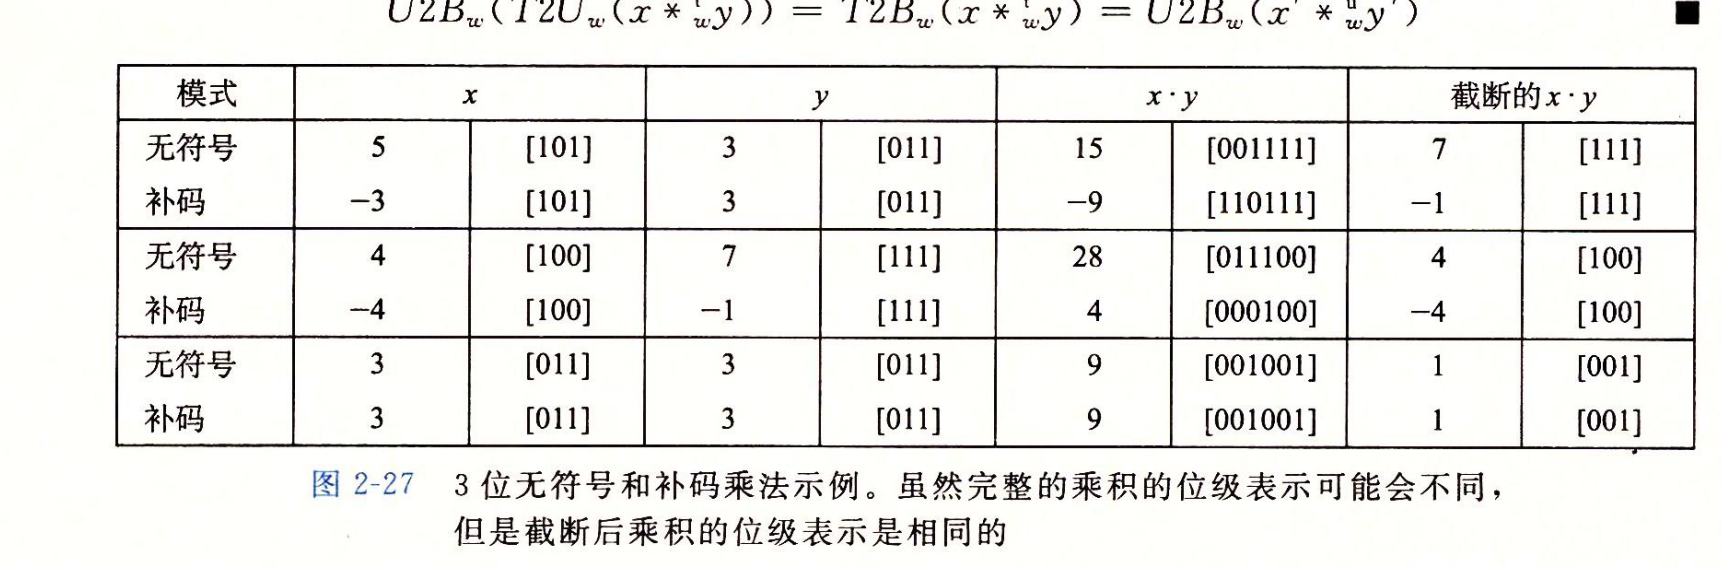 U2B_w(T2U_w(x *ᵗ_w y)) = T2B_w(x *ᵗ_w y) = U2B_w(x′ *ᵘ_w y′)
模式 x y x·y 截断的x·y
无符号 5 [101] 3 [011] 15 [001111] 7 [111]
补码 −3 [101] 3 [011] −9 [110111] −1 [111]
无符号 4 [100] 7 [111] 28 [011100] 4 [100]
补码 −4 [100] −1 [111] 4 [000100] −4 [100]
无符号 3 [011] 3 [011] 9 [001001] 1 [001]
补码 3 [011] 3 [011] 9 [001001] 1 [001]
图 2-27 3 位无符号和补码乘法示例。虽然完整的乘积的位级表示可能会不同，
但是截断后乘积的位级表示是相同的